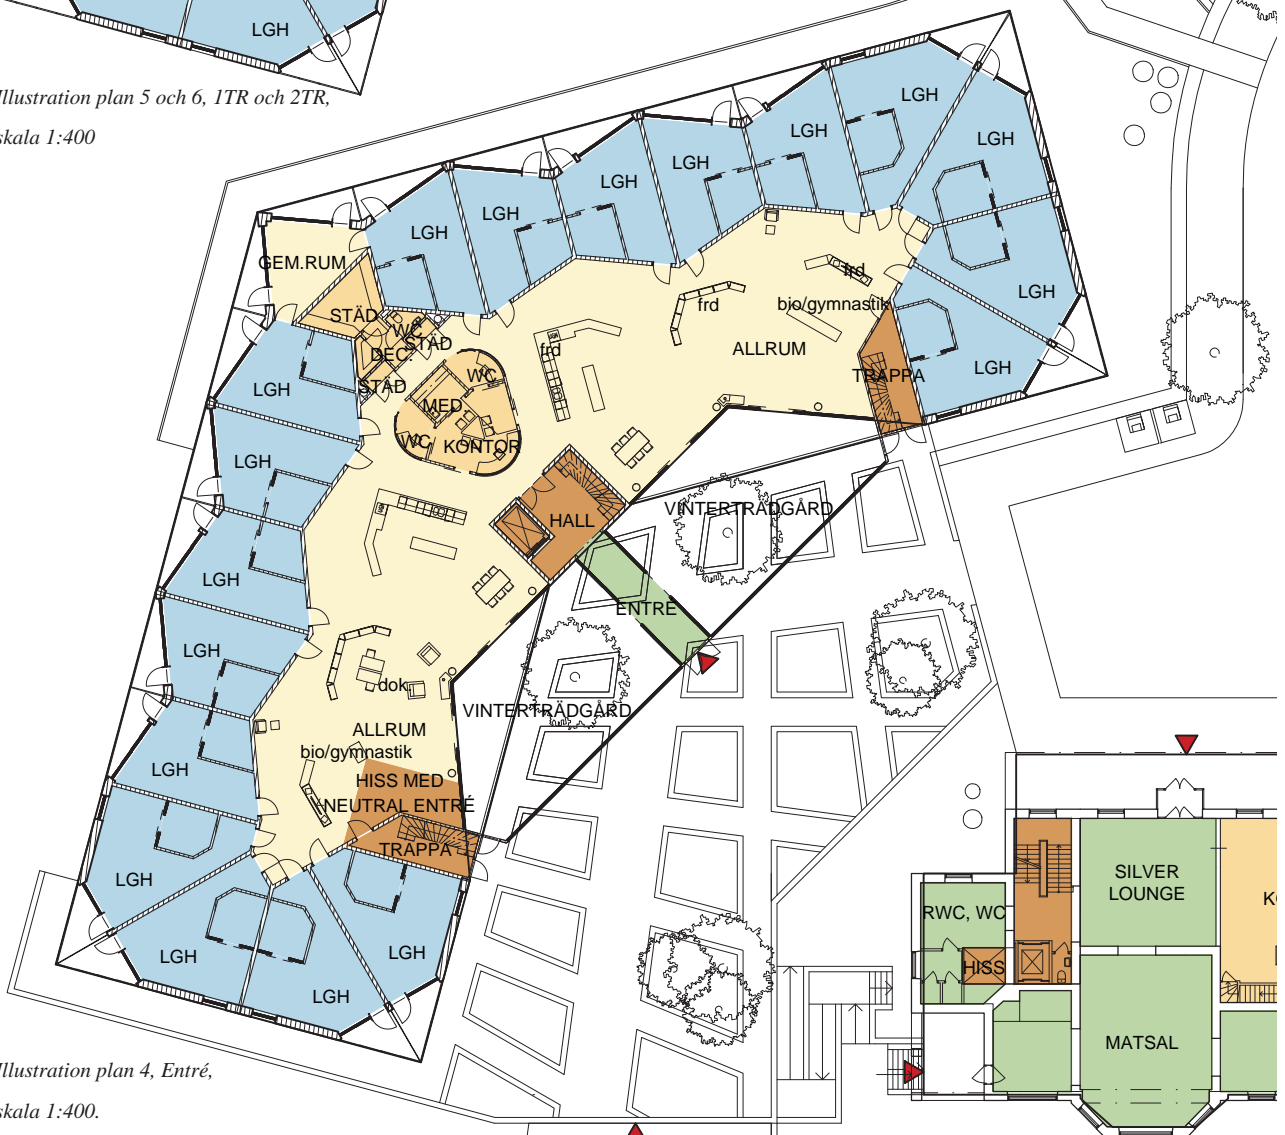 LGH
Illustration plan 5 och 6, 1TR och 2TR,
skala 1:400
LGH
LGH
LGH
LGH
LGH
LGH
LGH
LGH
GEM.RUM
frd
LGH
frd
bio/gymnastik
STÄD
WC
STÄD
frd
ALLRUM
DEC
LGH
WC
TRAPPA
STÄD
LGH
MED
WC
KONTOR
LGH
VINTERTRÄDGÅRD
HALL
LGH
ENTRÉ
LGH
dok
VINTERTRÄDGÅRD
ALLRUM
bio/gymnastik
LGH
HISS MED
NEUTRAL ENTRÉ
TRAPPA
LGH
SILVER
LOUNGE
RWC, WC
LGH
LGH
HISS
LGH
MATSAL
Illustration plan 4, Entré,
skala 1:400.